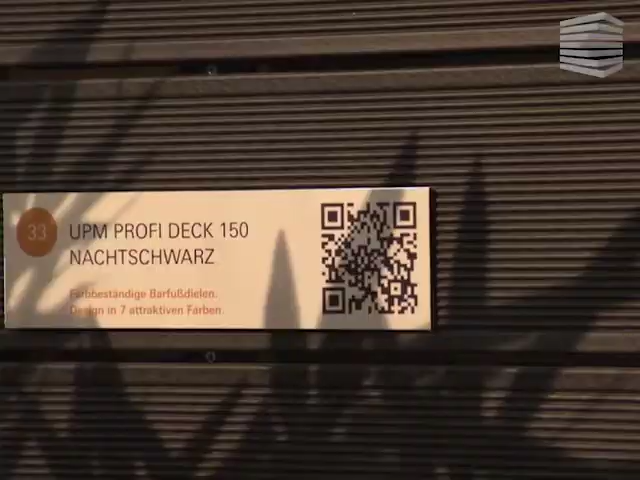 33
UPM PROFI DECK 150
NACHTSCHWARZ
Farbbeständige Barfußdielen.
Design in 7 attraktiven Farben.